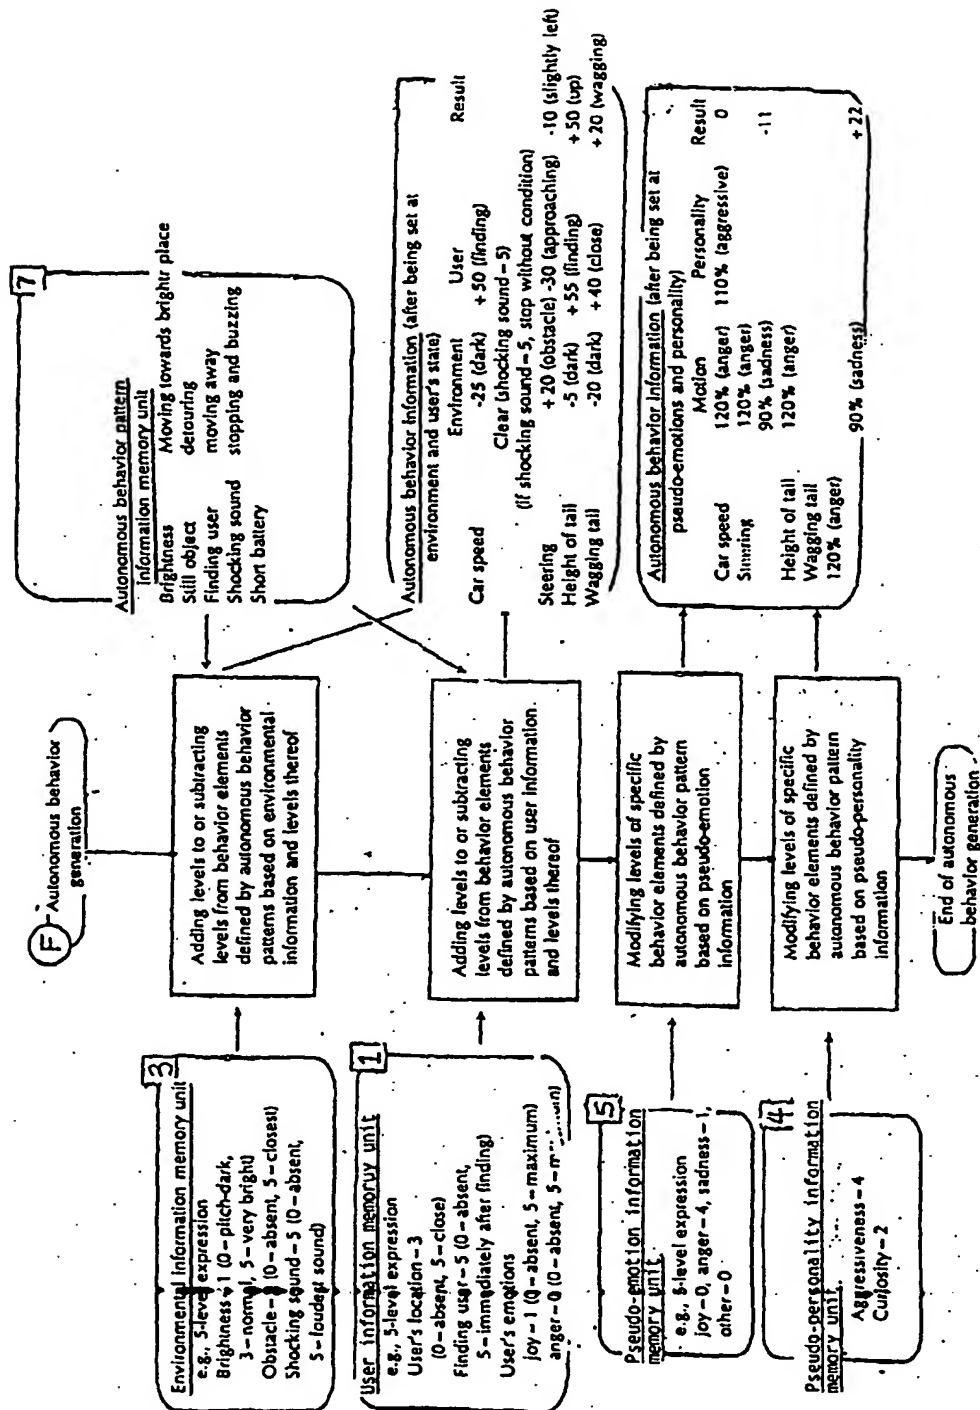 F
Autonomous behavior
generation
3
Environmental information memory unit
e.g., 5-level expression
Brightness–1 (0–pitch-dark,
3–normal, 5–very bright)
(0–absent, 5–closest)
Shocking sound–5 (0–absent,
5–loudest sound)
Adding levels to or subtracting
levels from behavior elements
defined by autonomous behavior
patterns based on environmental
information and levels thereof
7
Autonomous behavior pattern
information memory unit
Brightness Moving towards brightr place
Still object detouring
Finding user moving away
Shocking sound stopping and buzzing
Short battery
1
User information memoruy unit
e.g., 5-level expression
User's location–3
(0–absent, 5–close)
Finding user–5 (0–absent,
5–immediately after finding)
User's emotions
joy–1 (0–absent, 5–maximum)
anger–0 (0–absent,
Adding levels to or subtracting
levels from behavior elements
defined by autonomous behavior
patterns based on user information
and levels thereof
Autonomous behavior information (after being set at
environment and user's state)
Environment User Result
Car speed -25 (dark) +50 (finding)
Clear (shocking sound–5)
(if shocking sound–5, stop without condition)
Steering +20 (obstacle) -30 (approaching) -10 (slightly left)
Height of tail -5 (dark) +55 (finding) +50 (up)
Wagging tail -20 (dark) +40 (close) +20 (wagging)
5
Pseudo-emotion information
memory unit
e.g., 5-level expression
joy–0, anger–4, sadness–1,
other–0
Modifying levels of specific
behavior elements defined by
autonomous behavior pattern
based on pseudo-emotion
information
Autonomous behavior information (after being set at
pseudo-emotions and personality)
Motion Personality Result
Car speed 120% (anger) 110% (aggressive) 0
Steering 120% (anger) -11
90% (sadness)
Height of tail 120% (anger)
Wagging tail
120% (anger)
90% (sadness) +22
4
Pseudo-personality information
memory unit
Aggressiveness–4
Curiosity–2
Modifying levels of specific
behavior elements defined by
autonomous behavior pattern
based on pseudo-personality
information
End of autonomous
behavior generation